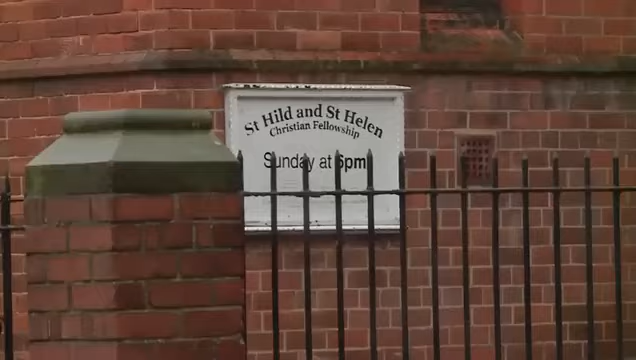 St Hild and St Helen
Christian Fellowship
Sunday at 6pm